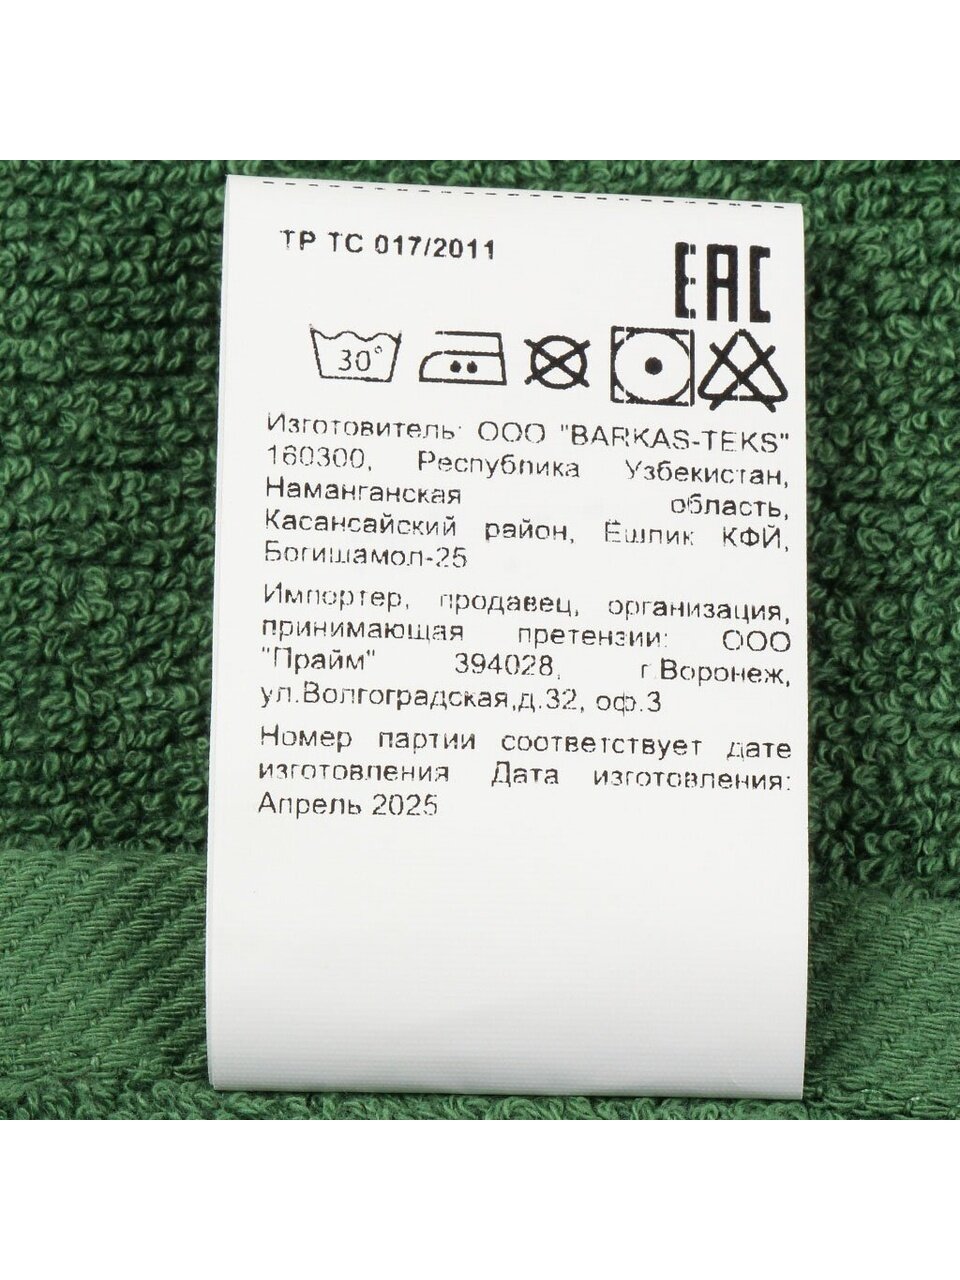 ТР ТС 017/2011
EAC
30°
Изготовитель: ООО "BARKAS-TEKS"
160300, Республика Узбекистан,
Наманганская область,
Касансайский район, Ешлик КФЙ,
Богишамол-25
Импортер, продавец, организация,
принимающая претензии: ООО
"Прайм" 394028, г.Воронеж,
ул.Волгоградская,д.32, оф.3
Номер партии соответствует дате
изготовления Дата изготовления:
Апрель 2025